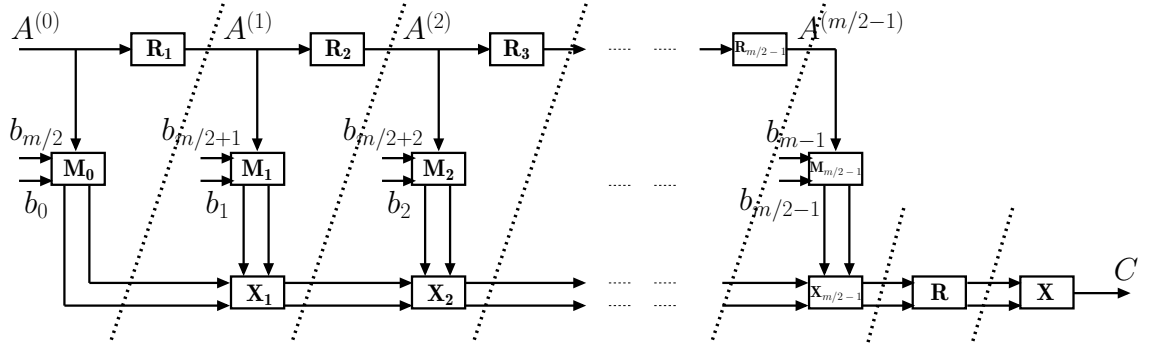 A^{(0)} A^{(1)} A^{(2)} A^{(m/2−1)}
R_1 R_2 R_3 R_{m/2−1}
b_{m/2} b_{m/2+1} b_{m/2+2} b_{m−1}
M_0 M_1 M_2 M_{m/2−1}
b_0 b_1 b_2 b_{m/2−1}
C
X_1 X_2 X_{m/2−1} R X